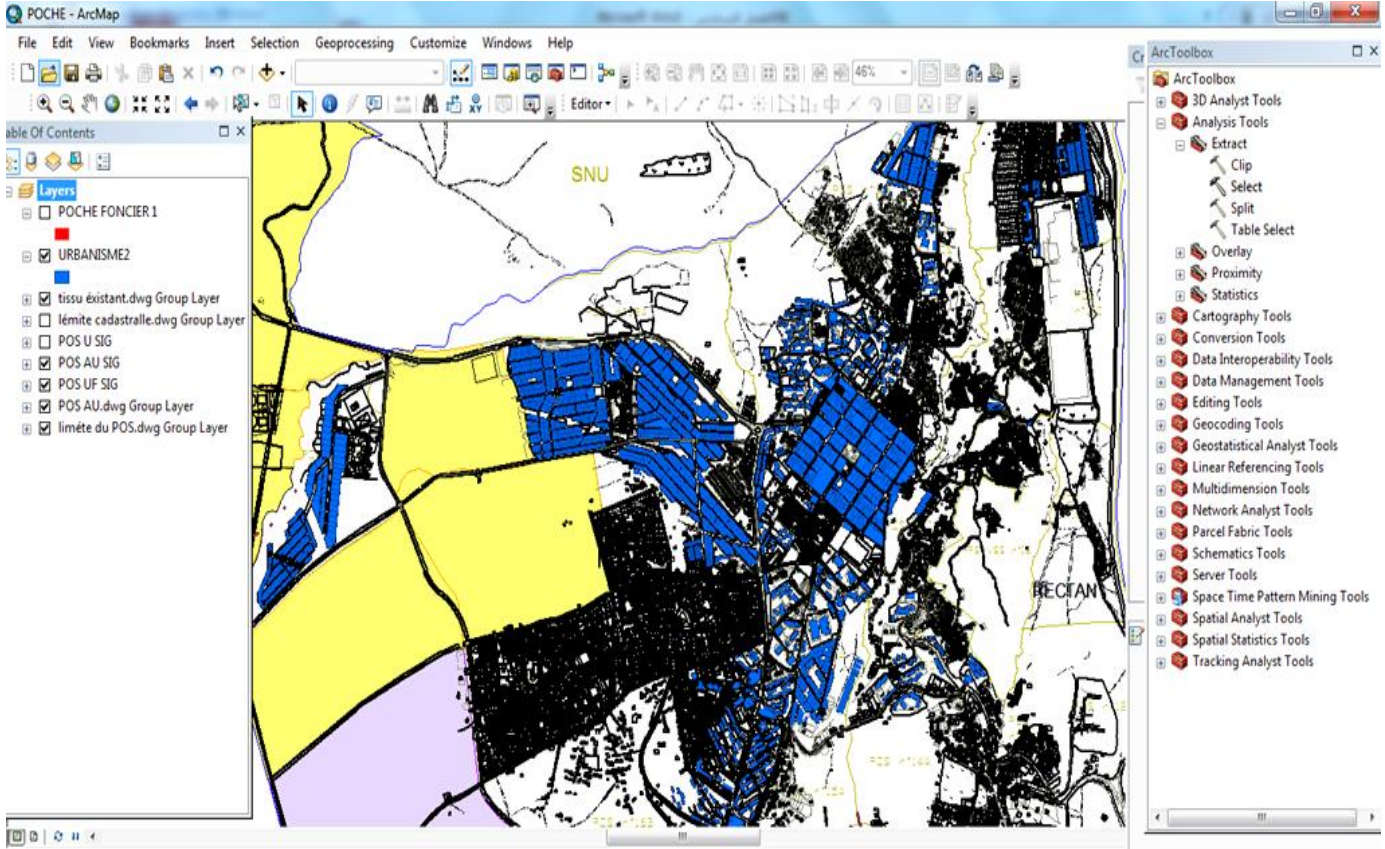 POCHE - ArcMap
File Edit View Bookmarks Insert Selection Geoprocessing Customize Windows Help
46%
Editor
able Of Contents
Layers
POCHE FONCIER 1
URBANISME2
tissu éxistant.dwg Group Layer
lémite cadastralle.dwg Group Layer
POS U SIG
POS AU SIG
POS UF SIG
POS AU.dwg Group Layer
liméte du POS.dwg Group Layer
SNU
RECTAN
Cr
ArcToolbox
ArcToolbox
3D Analyst Tools
Analysis Tools
Extract
Clip
Select
Split
Table Select
Overlay
Proximity
Statistics
Cartography Tools
Conversion Tools
Data Interoperability Tools
Data Management Tools
Editing Tools
Geocoding Tools
Geostatistical Analyst Tools
Linear Referencing Tools
Multidimension Tools
Network Analyst Tools
Parcel Fabric Tools
Schematics Tools
Server Tools
Space Time Pattern Mining Tools
Spatial Analyst Tools
Spatial Statistics Tools
Tracking Analyst Tools